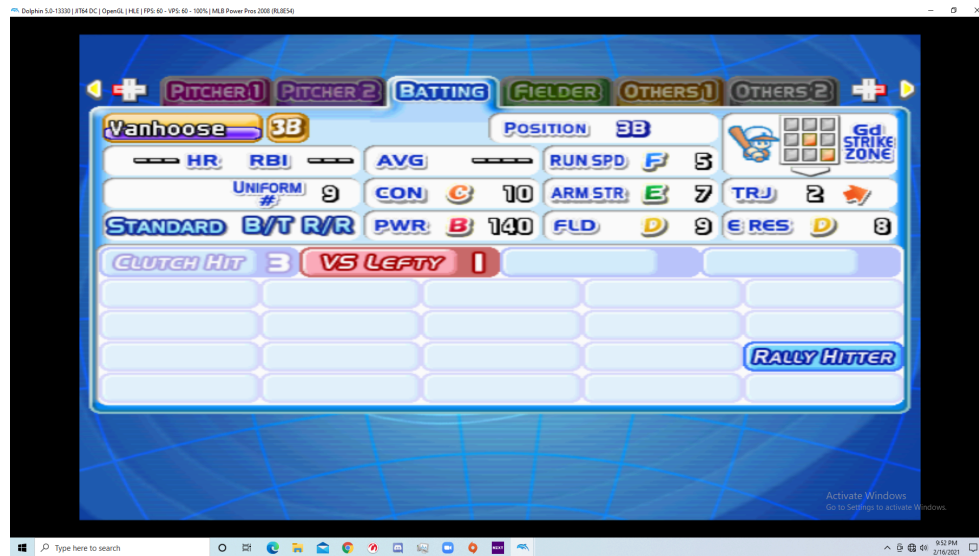 Dolphin 5.0-13330 | JIT64 DC | OpenGL | HLE | FPS: 60 - VPS: 60 - 100% | MLB Power Pros 2008 (RL8E54)
PITCHER 1 PITCHER 2 BATTING FIELDER OTHERS 1 OTHERS 2
Vanhoose 3B POSITION 3B Gd STRIKE ZONE
--- HR RBI --- AVG ---- RUN SPD F 5
UNIFORM # 9 CON C 10 ARM STR E 7 TRJ 2
STANDARD B/T R/R PWR B 140 FLD D 9 E RES D 8
CLUTCH HIT 3 VS LEFTY 1
RALLY HITTER
Activate Windows
Go to Settings to activate Windows.
Type here to search
NEXT
9:52 PM
2/16/2021